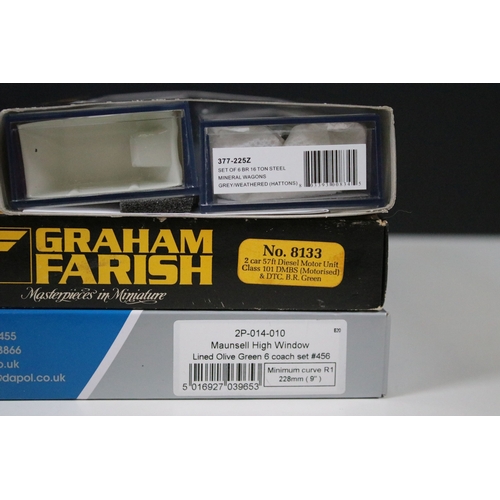 377-225Z
SET OF 6 BR 16 TON STEEL
MINERAL WAGONS
GREY/WEATHERED (HATTONS)
GRAHAM
FARISH
Masterpieces in Miniature
No. 8133
2 car 57ft Diesel Motor Unit
Class 101 DMBS (Motorised)
& DTC. B.R. Green
455
3866
co.uk
@dapol.co.uk
2P-014-010
Maunsell High Window
Lined Olive Green 6 coach set #456
5 016927 039653
Minimum curve R1
228mm ( 9" )